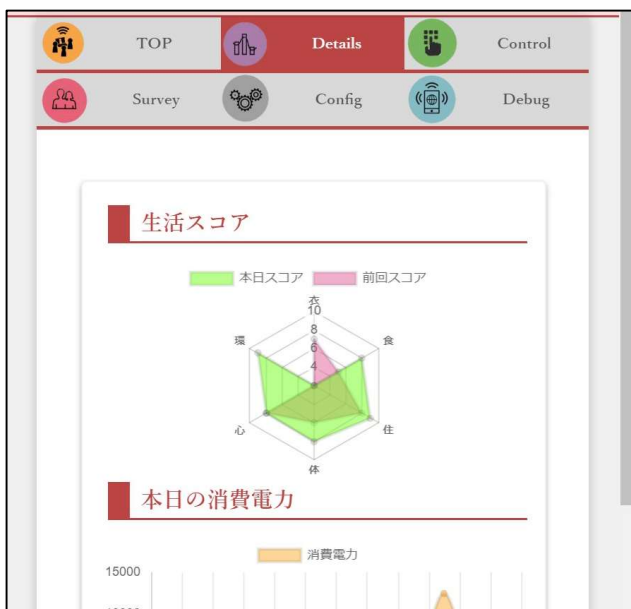 TOP Details Control
Survey Config Debug
生活スコア
本日スコア 前回スコア
衣
10
8
環 食
6
4
心 住
体
本日の消費電力
消費電力
15000